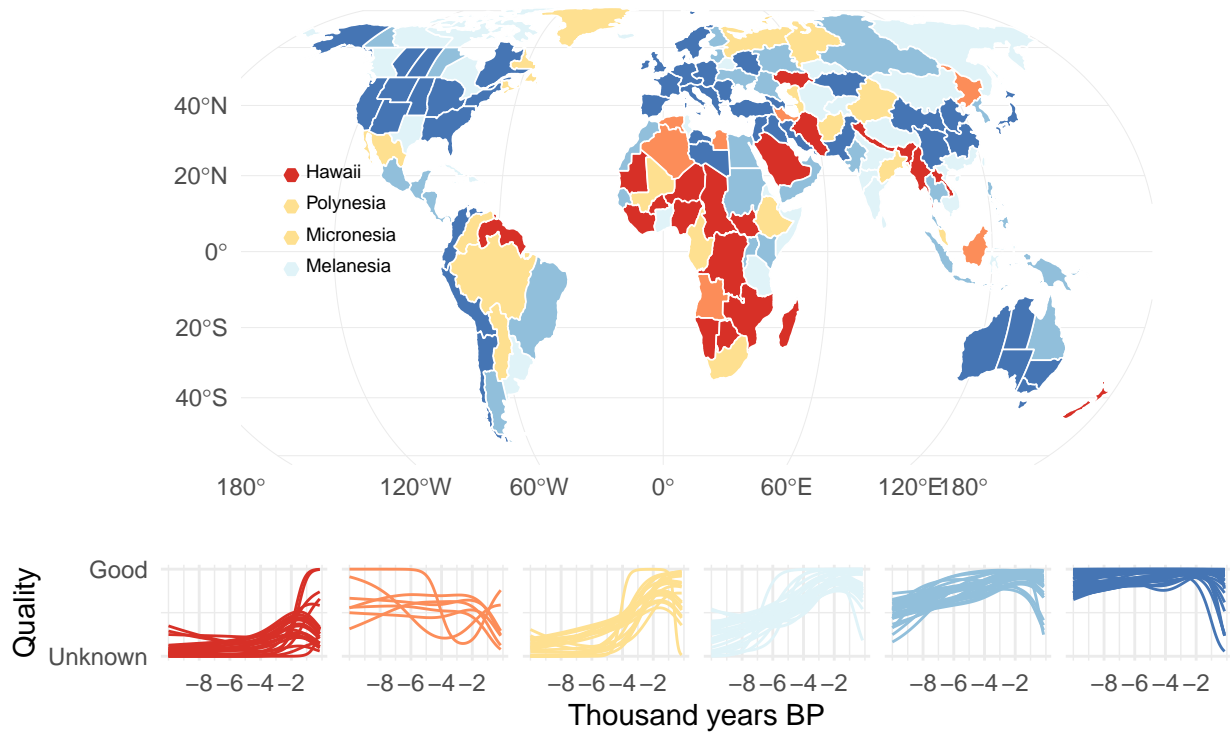 40°N
Hawaii
20°N
Polynesia
Micronesia
0°
Melanesia
20°S
40°S
180° 120°W 60°W 0° 60°E 120°E 180°
Good
Quality
Unknown
−8 −6 −4 −2 −8 −6 −4 −2 −8 −6 −4 −2 −8 −6 −4 −2 −8 −6 −4 −2 −8 −6 −4 −2
Thousand years BP